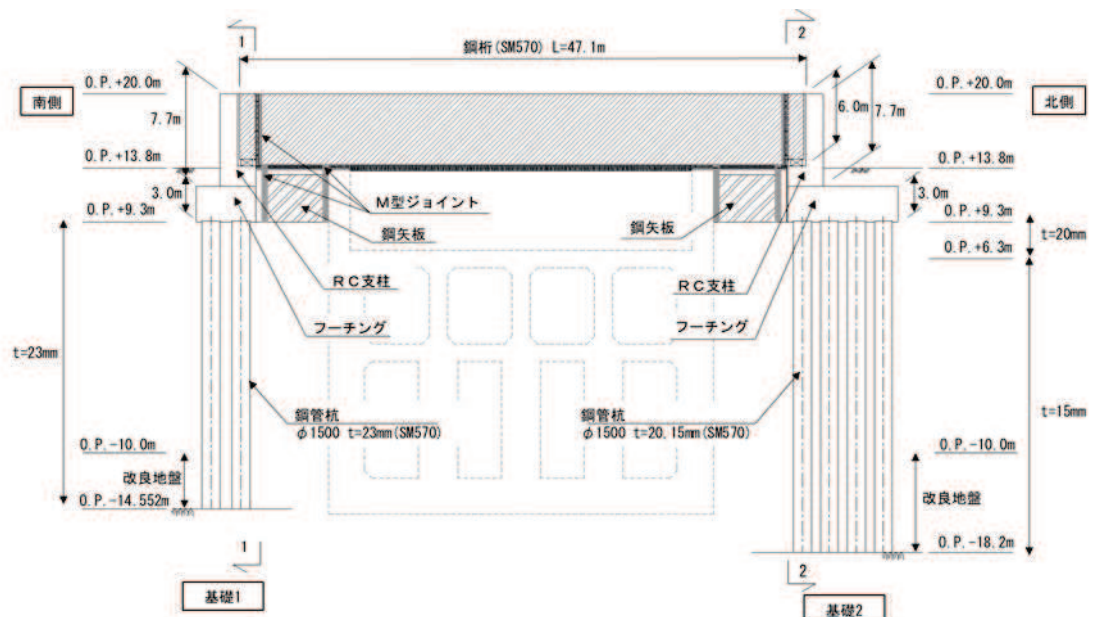 1
2
鋼桁(SM570) L=47.1m
O.P.+20.0m
O.P.+20.0m
南側
北側
7.7m
6.0m
7.7m
O.P.+13.8m
O.P.+13.8m
3.0m
3.0m
M型ジョイント
鋼矢板
鋼矢板
O.P.+9.3m
O.P.+9.3m
t=20mm
O.P.+6.3m
RC支柱
RC支柱
フーチング
フーチング
t=23mm
t=15mm
鋼管杭
φ1500 t=23mm(SM570)
鋼管杭
φ1500 t=20.15mm(SM570)
O.P.-10.0m
O.P.-10.0m
改良地盤
改良地盤
O.P.-14.552m
O.P.-18.2m
1
2
基礎1
基礎2